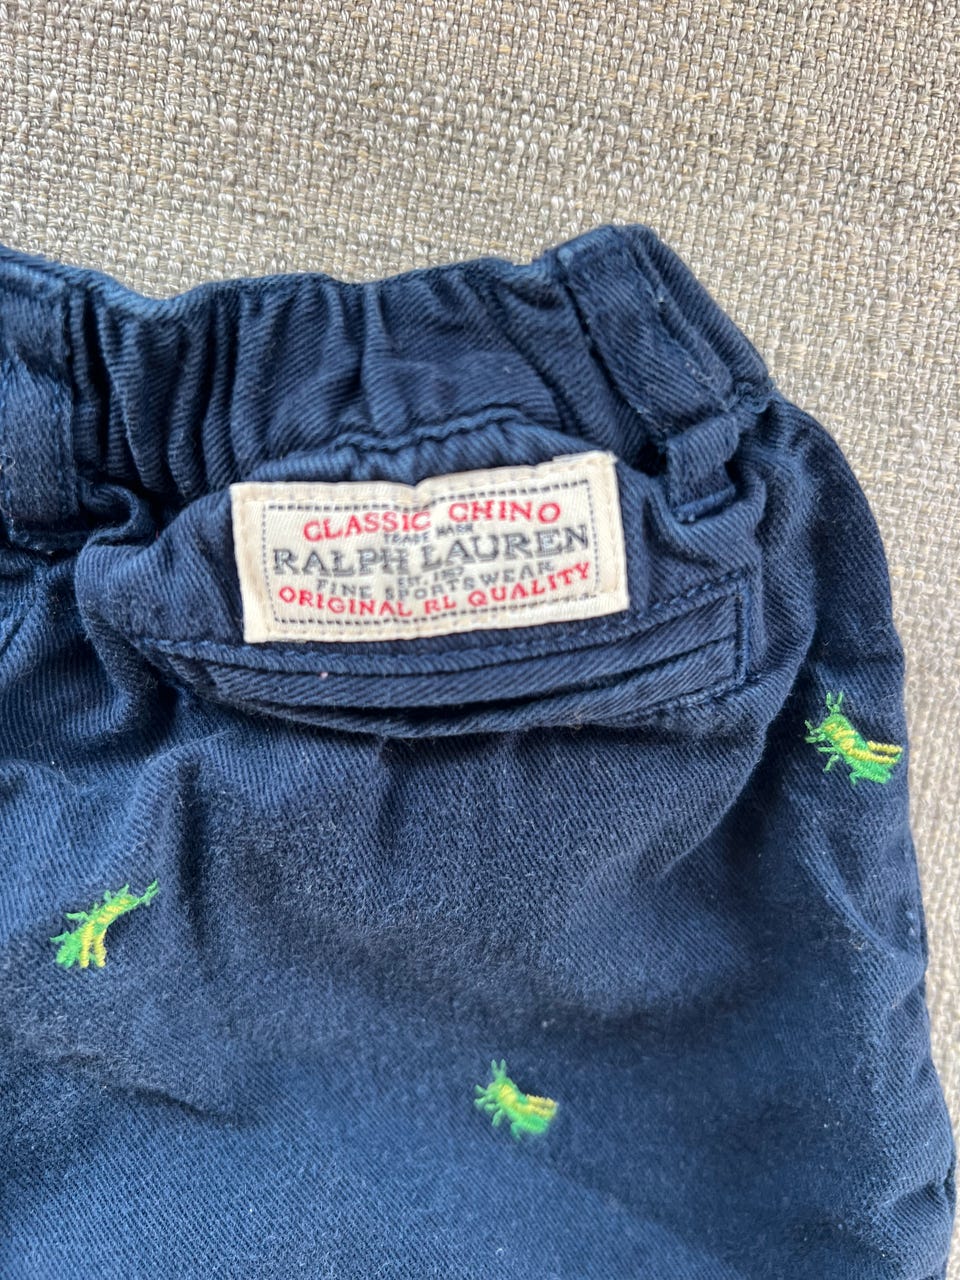 CLASSIC CHINO
TRADE MARK
RALPH LAUREN
EST. 1967
FINE SPORTSWEAR
ORIGINAL RL QUALITY